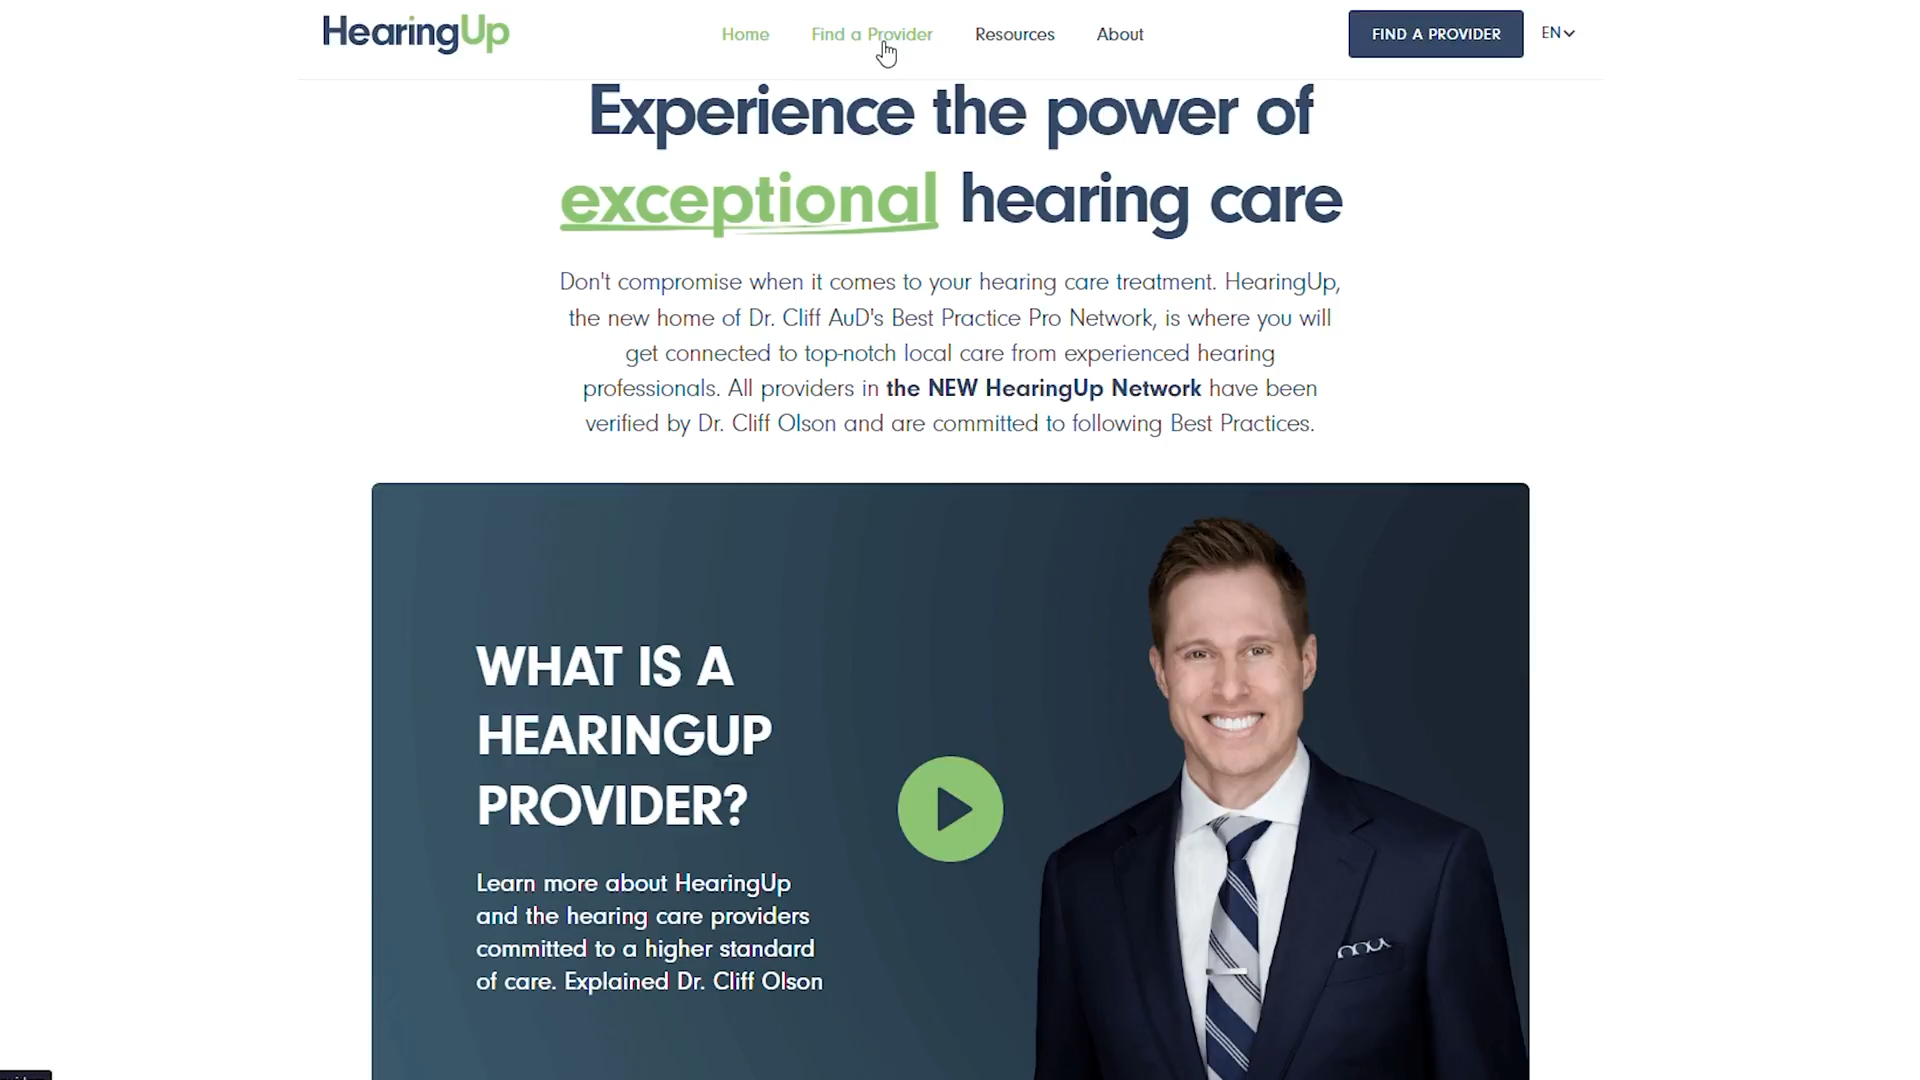 HearingUp
Home
Find a Provider
Resources
About
FIND A PROVIDER
EN
Experience the power of
exceptional hearing care
Don't compromise when it comes to your hearing care treatment. HearingUp,
the new home of Dr. Cliff AuD's Best Practice Pro Network, is where you will
get connected to top-notch local care from experienced hearing
professionals. All providers in the NEW HearingUp Network have been
verified by Dr. Cliff Olson and are committed to following Best Practices.
WHAT IS A
HEARINGUP
PROVIDER?
Learn more about HearingUp
and the hearing care providers
committed to a higher standard
of care. Explained Dr. Cliff Olson